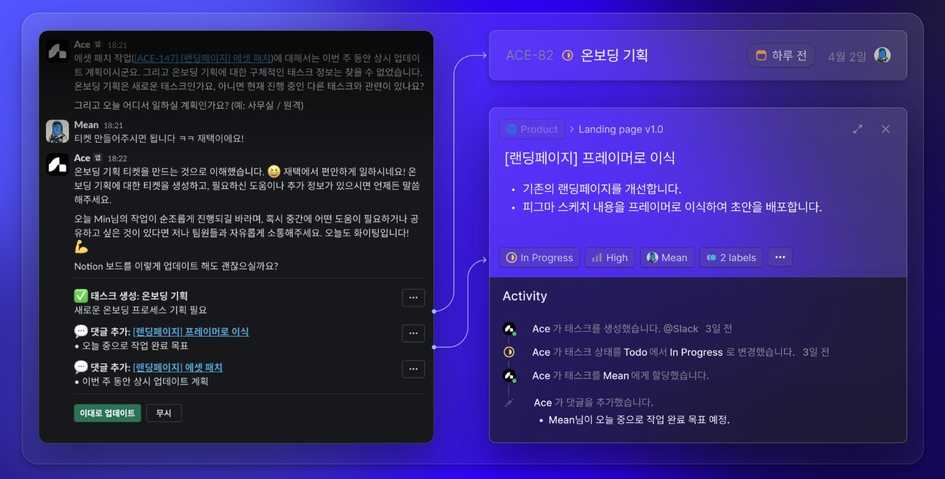 Ace 앱 18:21
에셋 패치 작업([ACE-147] [랜딩페이지] 에셋 패치)에 대해서는 이번 주 동안 상시 업데이
트 계획이시군요. 그리고 온보딩 기획에 대한 구체적인 태스크 정보는 찾을 수 없었습니다.
온보딩 기획은 새로운 태스크인가요, 아니면 현재 진행 중인 다른 태스크와 관련이 있나요?
그리고 오늘 어디서 일하실 계획인가요? (예: 사무실 / 원격)
Mean 18:21
티켓 만들어주시면 됩니다 ㅋㅋ 재택이에요!
Ace 앱 18:22
온보딩 기획 티켓을 만드는 것으로 이해했습니다. 😄 재택에서 편안하게 일하시네요! 온
보딩 기획에 대한 티켓을 생성하고, 필요하신 도움이나 추가 정보가 있으시면 언제든 말씀
해주세요.
오늘 Min님의 작업이 순조롭게 진행되길 바라며, 혹시 중간에 어떤 도움이 필요하거나 공
유하고 싶은 것이 있다면 저나 팀원들과 자유롭게 소통해주세요. 오늘도 화이팅입니다!
💪
Notion 보드를 이렇게 업데이트 해도 괜찮으실까요?
✅ 태스크 생성: 온보딩 기획
새로운 온보딩 프로세스 기획 필요
💬 댓글 추가: [랜딩페이지] 프레이머로 이식
• 오늘 중으로 작업 완료 목표
💬 댓글 추가: [랜딩페이지] 에셋 패치
• 이번 주 동안 상시 업데이트 계획
이대로 업데이트 무시
ACE-82 온보딩 기획 하루 전 4월 2일
Product > Landing page v1.0
[랜딩페이지] 프레이머로 이식
• 기존의 랜딩페이지를 개선합니다.
• 피그마 스케치 내용을 프레이머로 이식하여 초안을 배포합니다.
In Progress High Mean 2 labels ...
Activity
Ace 가 태스크를 생성했습니다. @Slack 3일 전
Ace 가 태스크 상태를 Todo 에서 In Progress 로 변경했습니다. 3일 전
Ace 가 태스크를 Mean 에게 할당했습니다.
Ace 가 댓글을 추가했습니다.
• Mean님이 오늘 중으로 작업 완료 목표 예정.